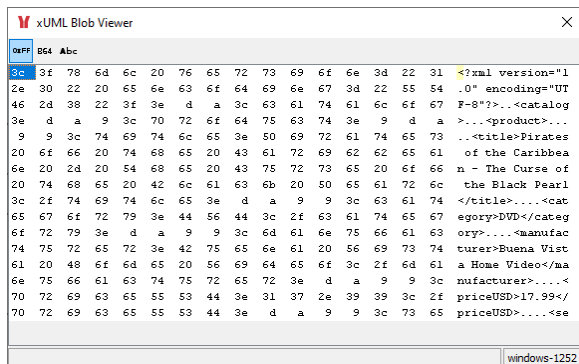 xUML Blob Viewer
0xFF B64 Abc
3c 3f 78 6d 6c 20 76 65 72 73 69 6f 6e 3d 22 31 <?xml version="1
2e 30 22 20 65 6e 63 6f 64 69 6e 67 3d 22 55 54 .0" encoding="UT
46 2d 38 22 3f 3e d a 3c 63 61 74 61 6c 6f 67 F-8"?>..<catalog
3e d a 9 3c 70 72 6f 64 75 63 74 3e 9 d a >...<product>...
9 9 3c 74 69 74 6c 65 3e 50 69 72 61 74 65 73 ..<title>Pirates
20 6f 66 20 74 68 65 20 43 61 72 69 62 62 65 61 of the Caribbea
6e 20 2d 20 54 68 65 20 43 75 72 73 65 20 6f 66 n - The Curse of
20 74 68 65 20 42 6c 61 63 6b 20 50 65 61 72 6c the Black Pearl
3c 2f 74 69 74 6c 65 3e d a 9 9 3c 63 61 74 </title>....<cat
65 67 6f 72 79 3e 44 56 44 3c 2f 63 61 74 65 67 egory>DVD</categ
6f 72 79 3e d a 9 9 3c 6d 61 6e 75 66 61 63 ory>....<manufac
74 75 72 65 72 3e 42 75 65 6e 61 20 56 69 73 74 turer>Buena Vist
61 20 48 6f 6d 65 20 56 69 64 65 6f 3c 2f 6d 61 a Home Video</ma
6e 75 66 61 63 74 75 72 65 72 3e d a 9 9 3c nufacturer>....<
70 72 69 63 65 55 53 44 3e 31 37 2e 39 39 3c 2f priceUSD>17.99</
70 72 69 63 65 55 53 44 3e d a 9 9 3c 73 65 priceUSD>....<se
windows-1252